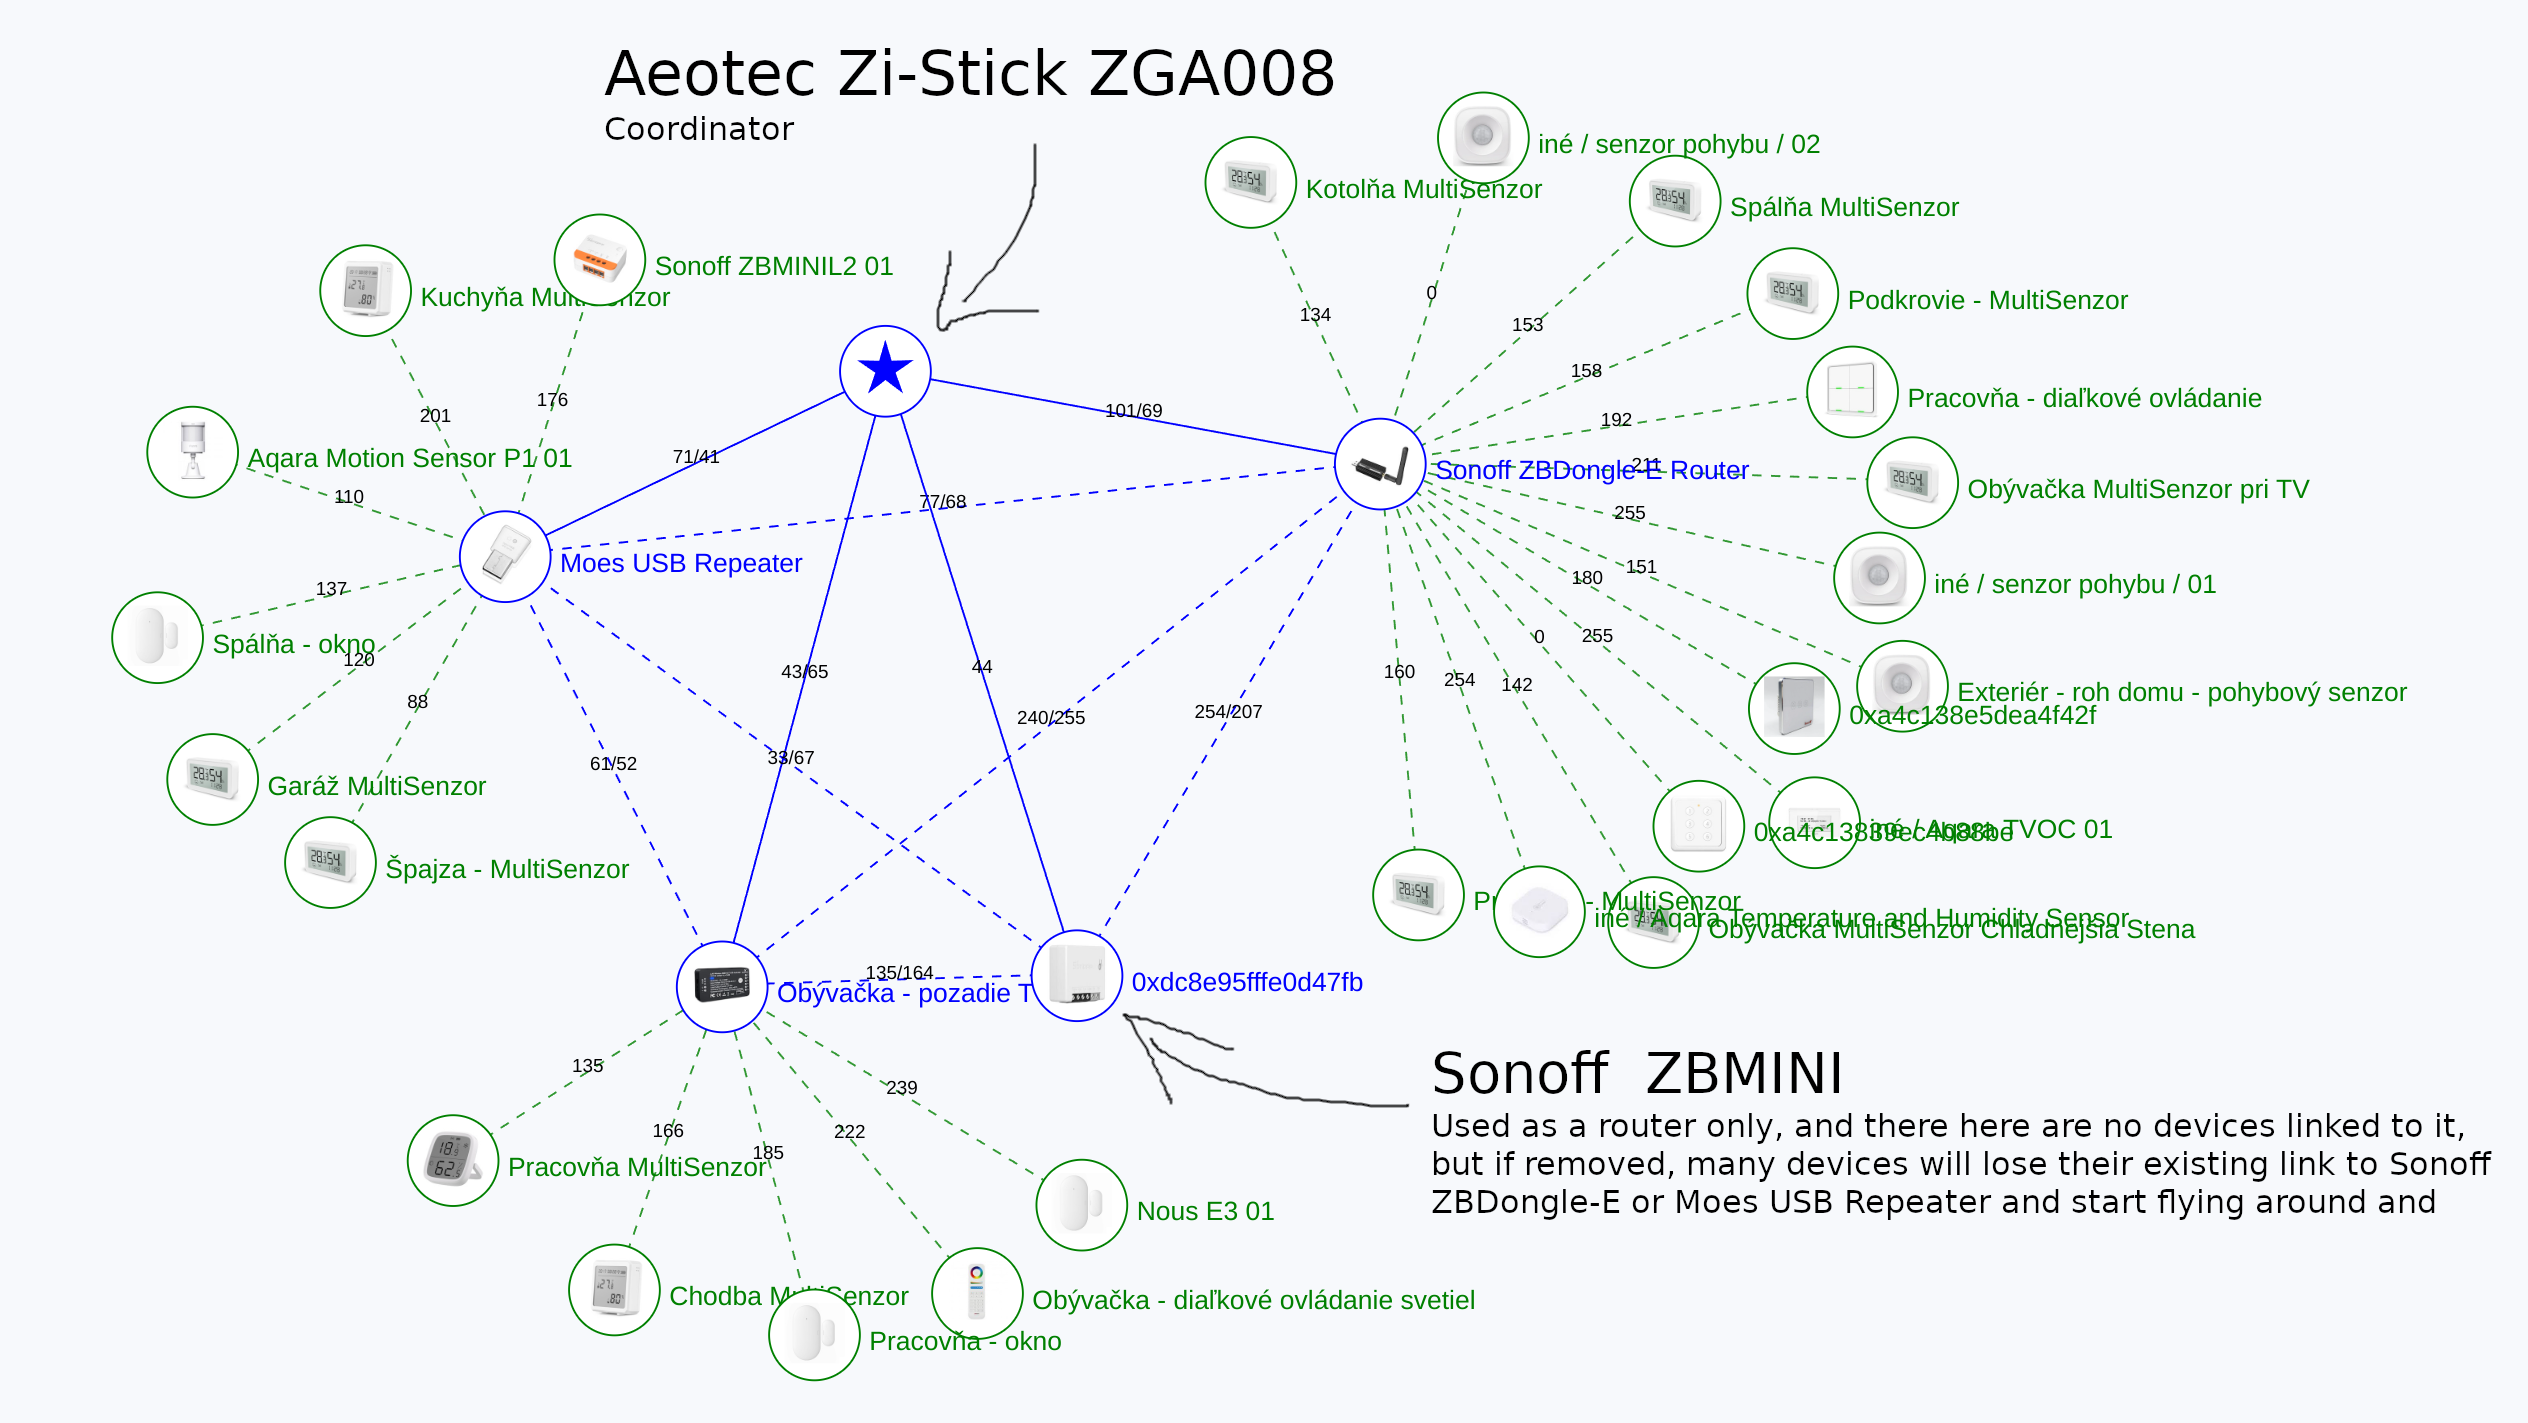 Aeotec Zi-Stick ZGA008
Coordinator
iné / senzor pohybu / 02
Kotolňa MultiSenzor
Spálňa MultiSenzor
Sonoff ZBMINIL2 01
Kuchyňa
Podkrovie - MultiSenzor
0
134
153
158
Pracovňa - diaľkové ovládanie
176
201
101/69
192
Aqara Motion Sensor P1 01
71/41
211
Sonoff ZBDongle-E Router
Obývačka MultiSenzor pri TV
110
77/68
255
Moes USB Repeater
151
180
iné / senzor pohybu / 01
137
Spálňa - okno
120
0
255
43/65
44
160
254
142
Exteriér - roh domu - pohybový senzor
88
240/255
254/207
0xa4c138e5dea4f42f
33/67
61/52
Garáž MultiSenzor
iné / Aqara TVOC 01
Špajza - MultiSenzor
- MultiSenzor
iné / Aqara Temperature and Humidity Sensor
Obývačka MultiSenzor Chladnejšia Stena
135/164
Obývačka - pozadie
0xdc8e95fffe0d47fb
135
239
Sonoff ZBMINI
Used as a router only, and there here are no devices linked to it,
but if removed, many devices will lose their existing link to Sonoff
ZBDongle-E or Moes USB Repeater and start flying around and
166
222
185
Pracovňa MultiSenzor
Nous E3 01
Chodba
Obývačka - diaľkové ovládanie svetiel
Pracovňa - okno